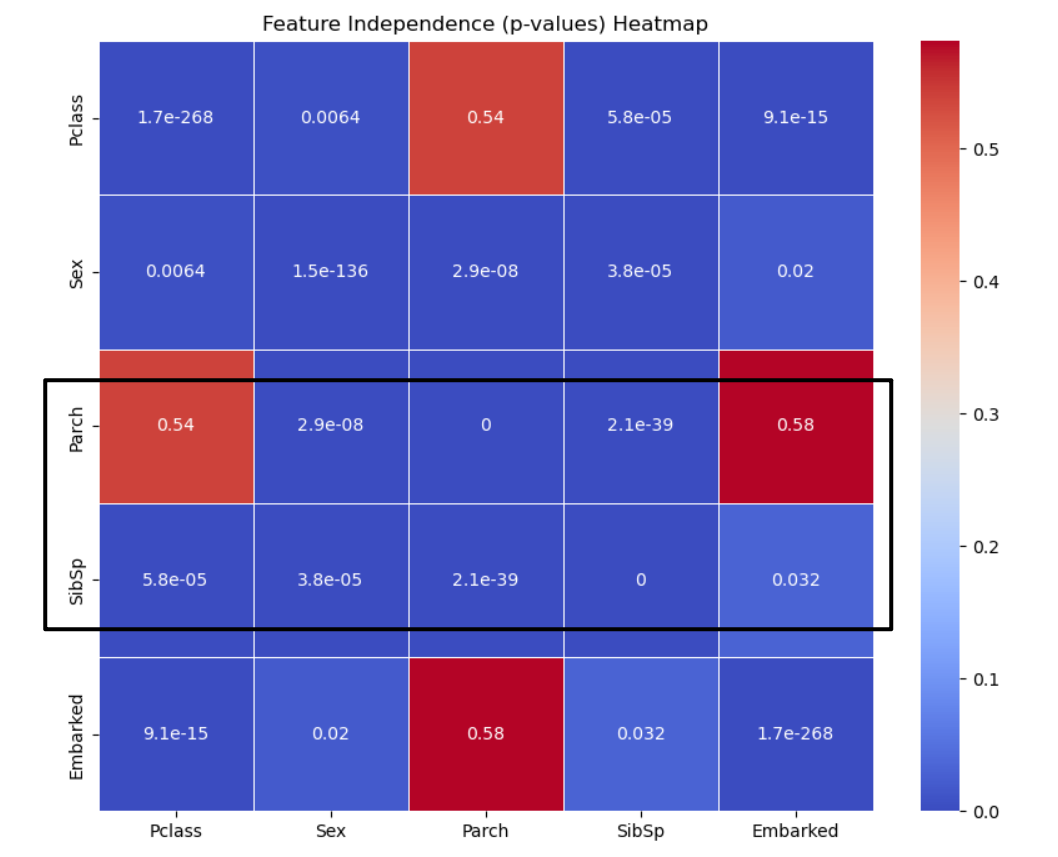 Feature Independence (p-values) Heatmap
Pclass 1.7e-268 0.0064 0.54 5.8e-05 9.1e-15
Sex 0.0064 1.5e-136 2.9e-08 3.8e-05 0.02
Parch 0.54 2.9e-08 0 2.1e-39 0.58
SibSp 5.8e-05 3.8e-05 2.1e-39 0 0.032
Embarked 9.1e-15 0.02 0.58 0.032 1.7e-268
Pclass Sex Parch SibSp Embarked
0.5
0.4
0.3
0.2
0.1
0.0